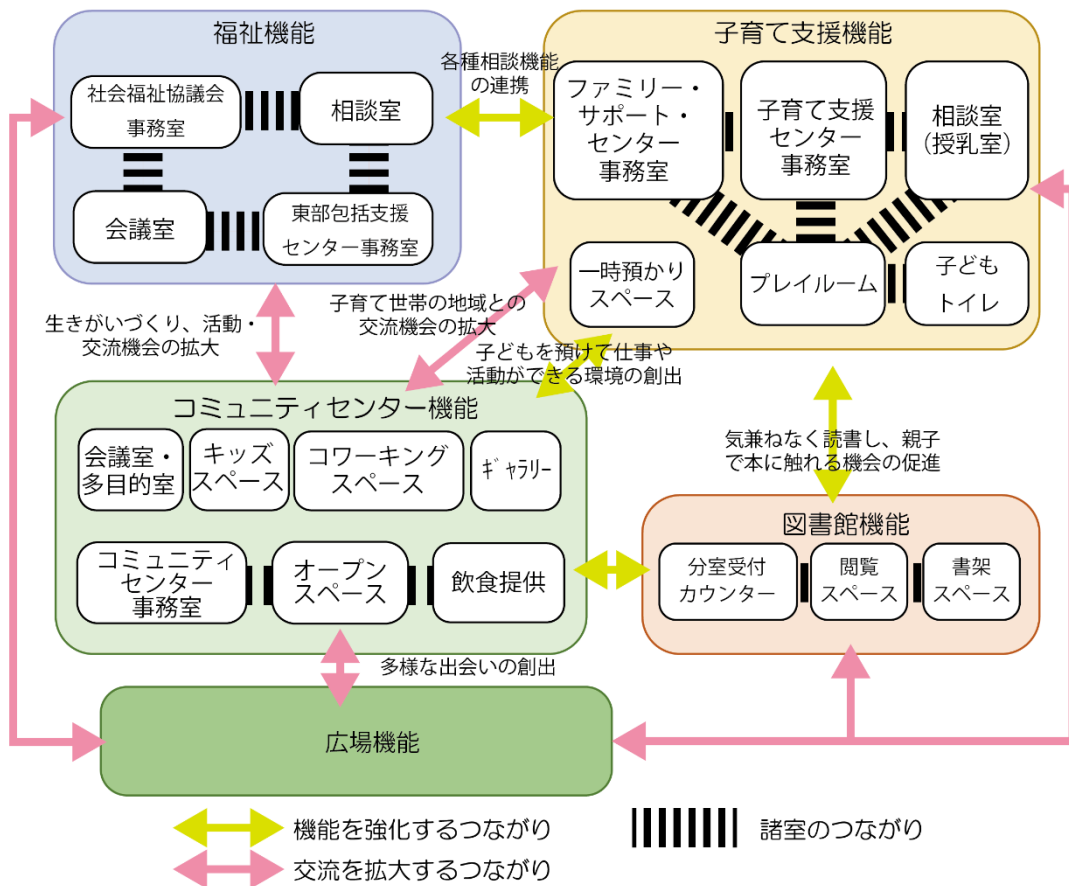 福祉機能
社会福祉協議会
事務室
相談室
会議室
東部包括支援
センター事務室
各種相談機能
の連携
子育て支援機能
ファミリー・
サポート・
センター
事務室
子育て支援
センター
事務室
相談室
（授乳室）
一時預かり
スペース
プレイルーム
子ども
トイレ
生きがいづくり、活動・
交流機会の拡大
子育て世帯の地域との
交流機会の拡大
子どもを預けて仕事や
活動ができる環境の創出
気兼ねなく読書し、親子
で本に触れる機会の促進
コミュニティセンター機能
会議室・
多目的室
キッズ
スペース
コワーキング
スペース
ｷﾞｬﾗﾘｰ
コミュニティ
センター
事務室
オープン
スペース
飲食提供
図書館機能
分室受付
カウンター
閲覧
スペース
書架
スペース
多様な出会いの創出
広場機能
機能を強化するつながり
諸室のつながり
交流を拡大するつながり